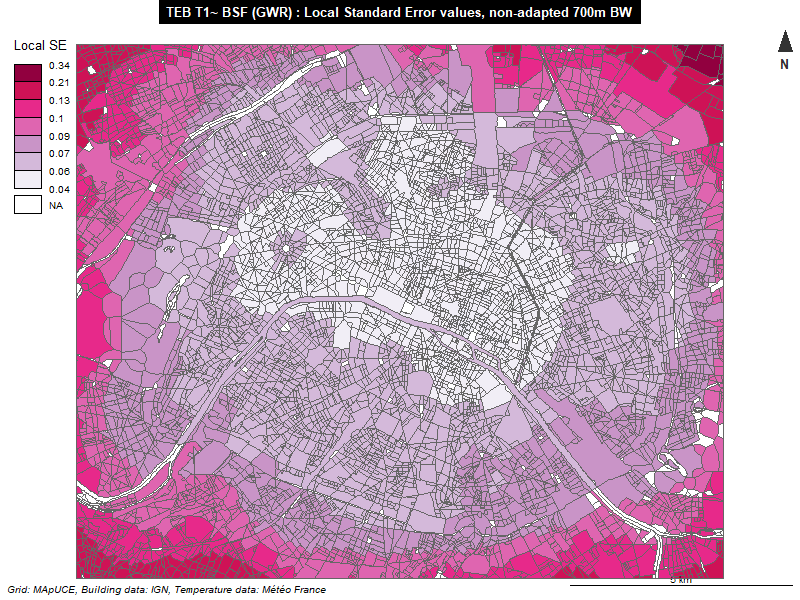 TEB T1~ BSF (GWR) : Local Standard Error values, non-adapted 700m BW
Local SE
0.34
0.21
0.13
0.1
0.09
0.07
0.06
0.04
NA
N
5 km
Grid: MApUCE, Building data: IGN, Temperature data: Météo France